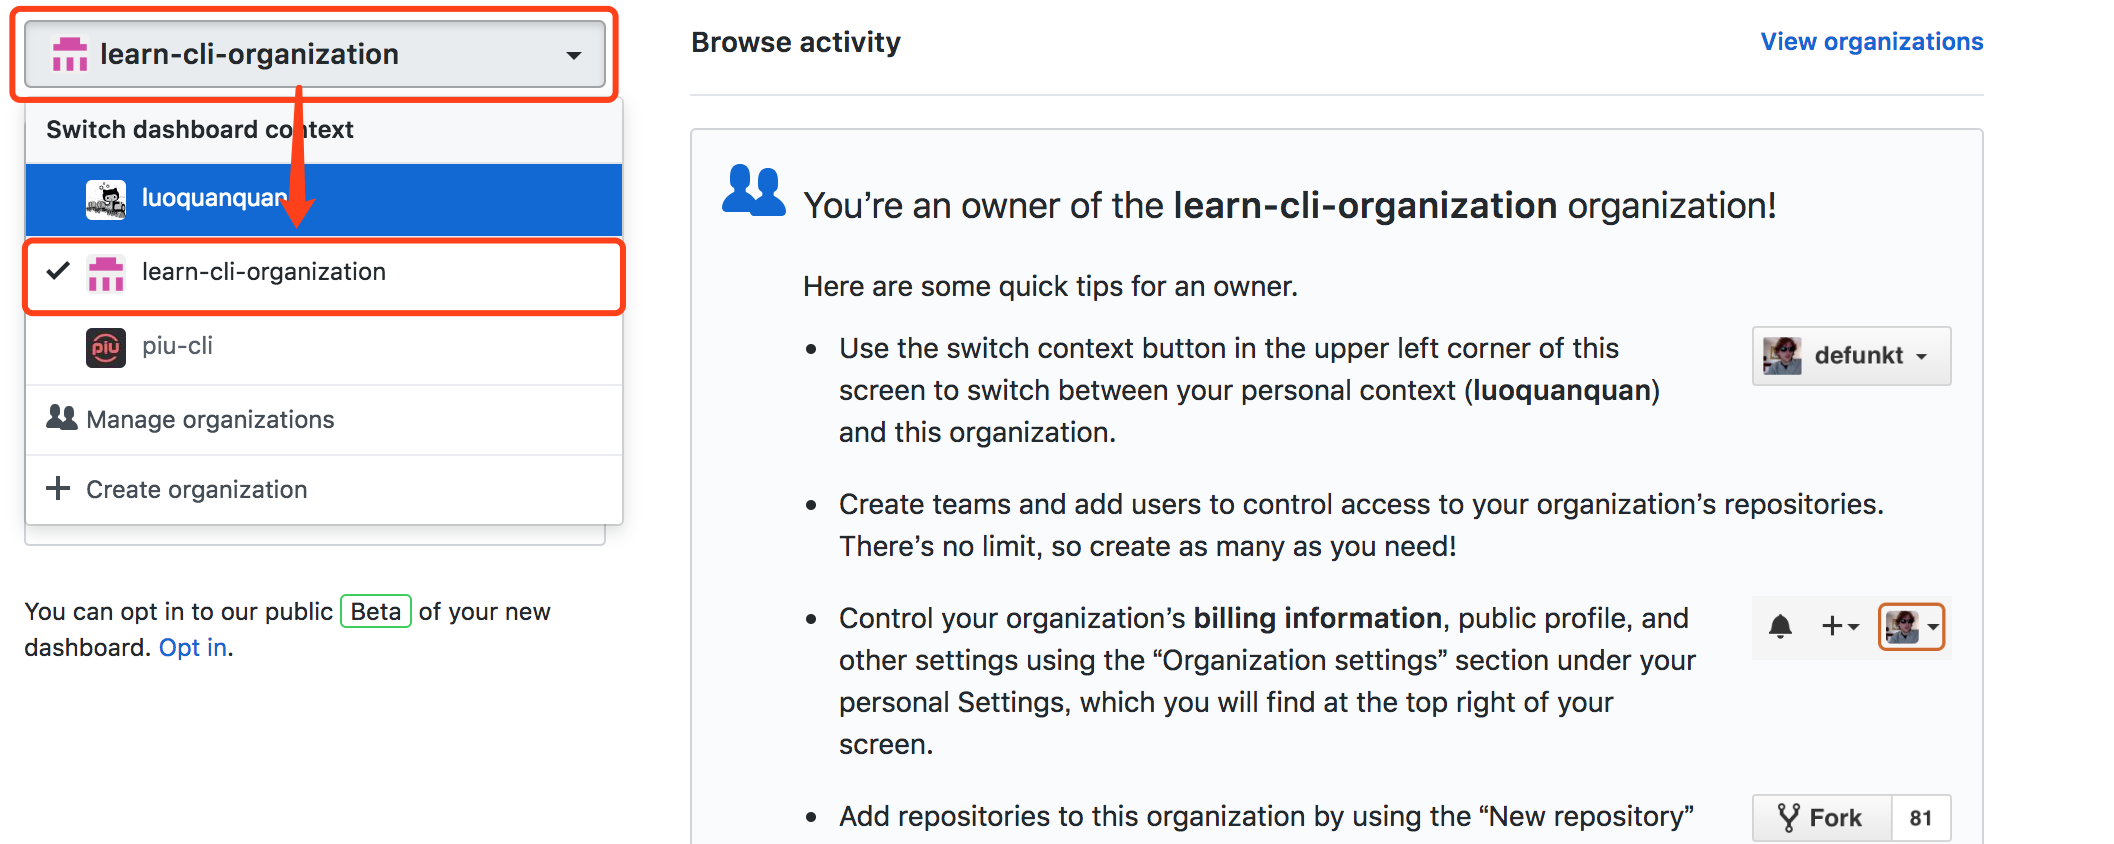 learn-cli-organization
Switch dashboard context
luoquanquan
learn-cli-organization
piu
piu-cli
Manage organizations
Create organization
You can opt in to our public Beta of your new
dashboard. Opt in.
Browse activity
View organizations
You’re an owner of the learn-cli-organization organization!
Here are some quick tips for an owner.
Use the switch context button in the upper left corner of this
screen to switch between your personal context (luoquanquan)
and this organization.
defunkt
Create teams and add users to control access to your organization’s repositories.
There’s no limit, so create as many as you need!
Control your organization’s billing information, public profile, and
other settings using the “Organization settings” section under your
personal Settings, which you will find at the top right of your
screen.
Add repositories to this organization by using the “New repository”
Fork 81